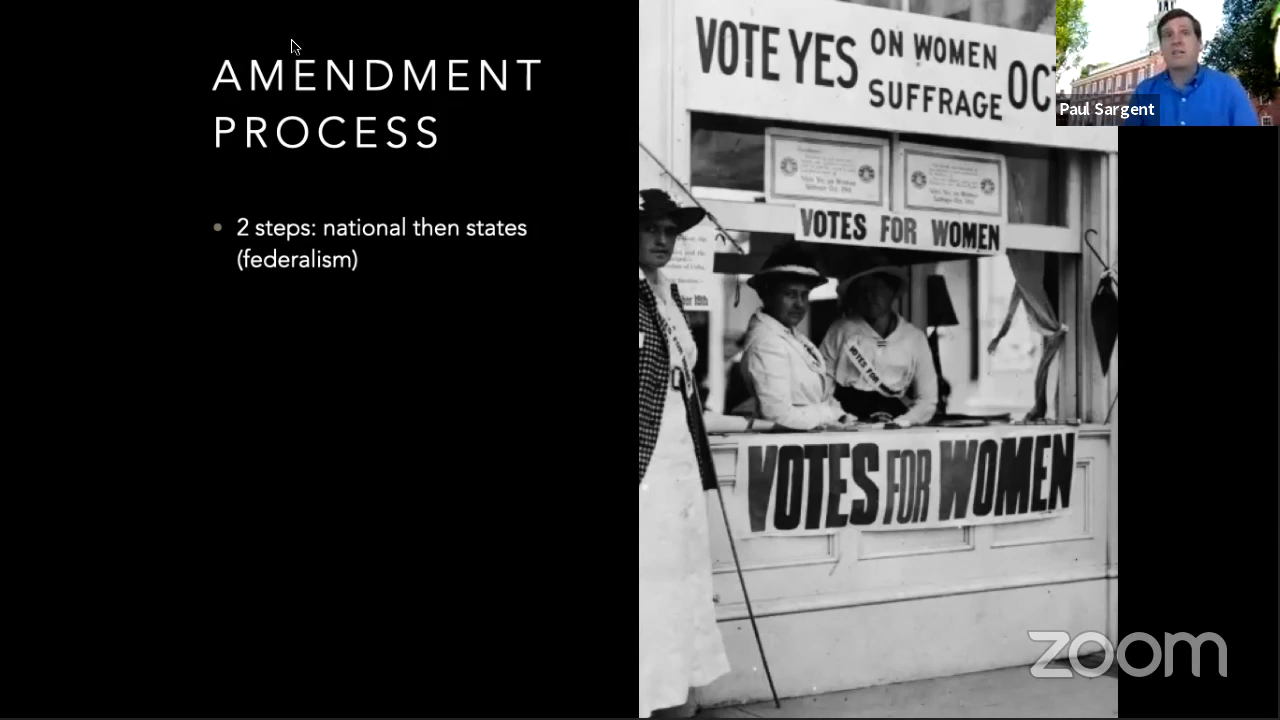 AMENDMENT
PROCESS
• 2 steps: national then states
(federalism)
VOTE YES ON WOMEN
SUFFRAGE OCT
VOTES FOR WOMEN
VOTES FOR WOMEN
Paul Sargent
zoom